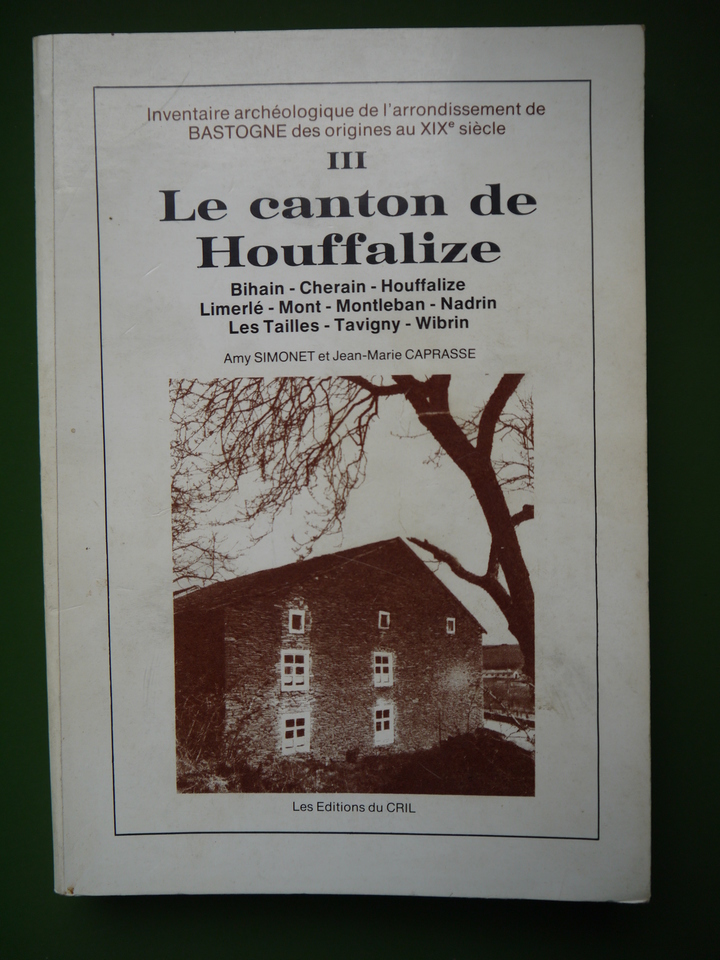 Inventaire archéologique de l'arrondissement de
BASTOGNE des origines au XIXe siècle
III
Le canton de
Houffalize
Bihain - Cherain - Houffalize
Limerlé - Mont - Montleban - Nadrin
Les Tailles - Tavigny - Wibrin
Amy SIMONET et Jean-Marie CAPRASSE
Les Editions du CRIL